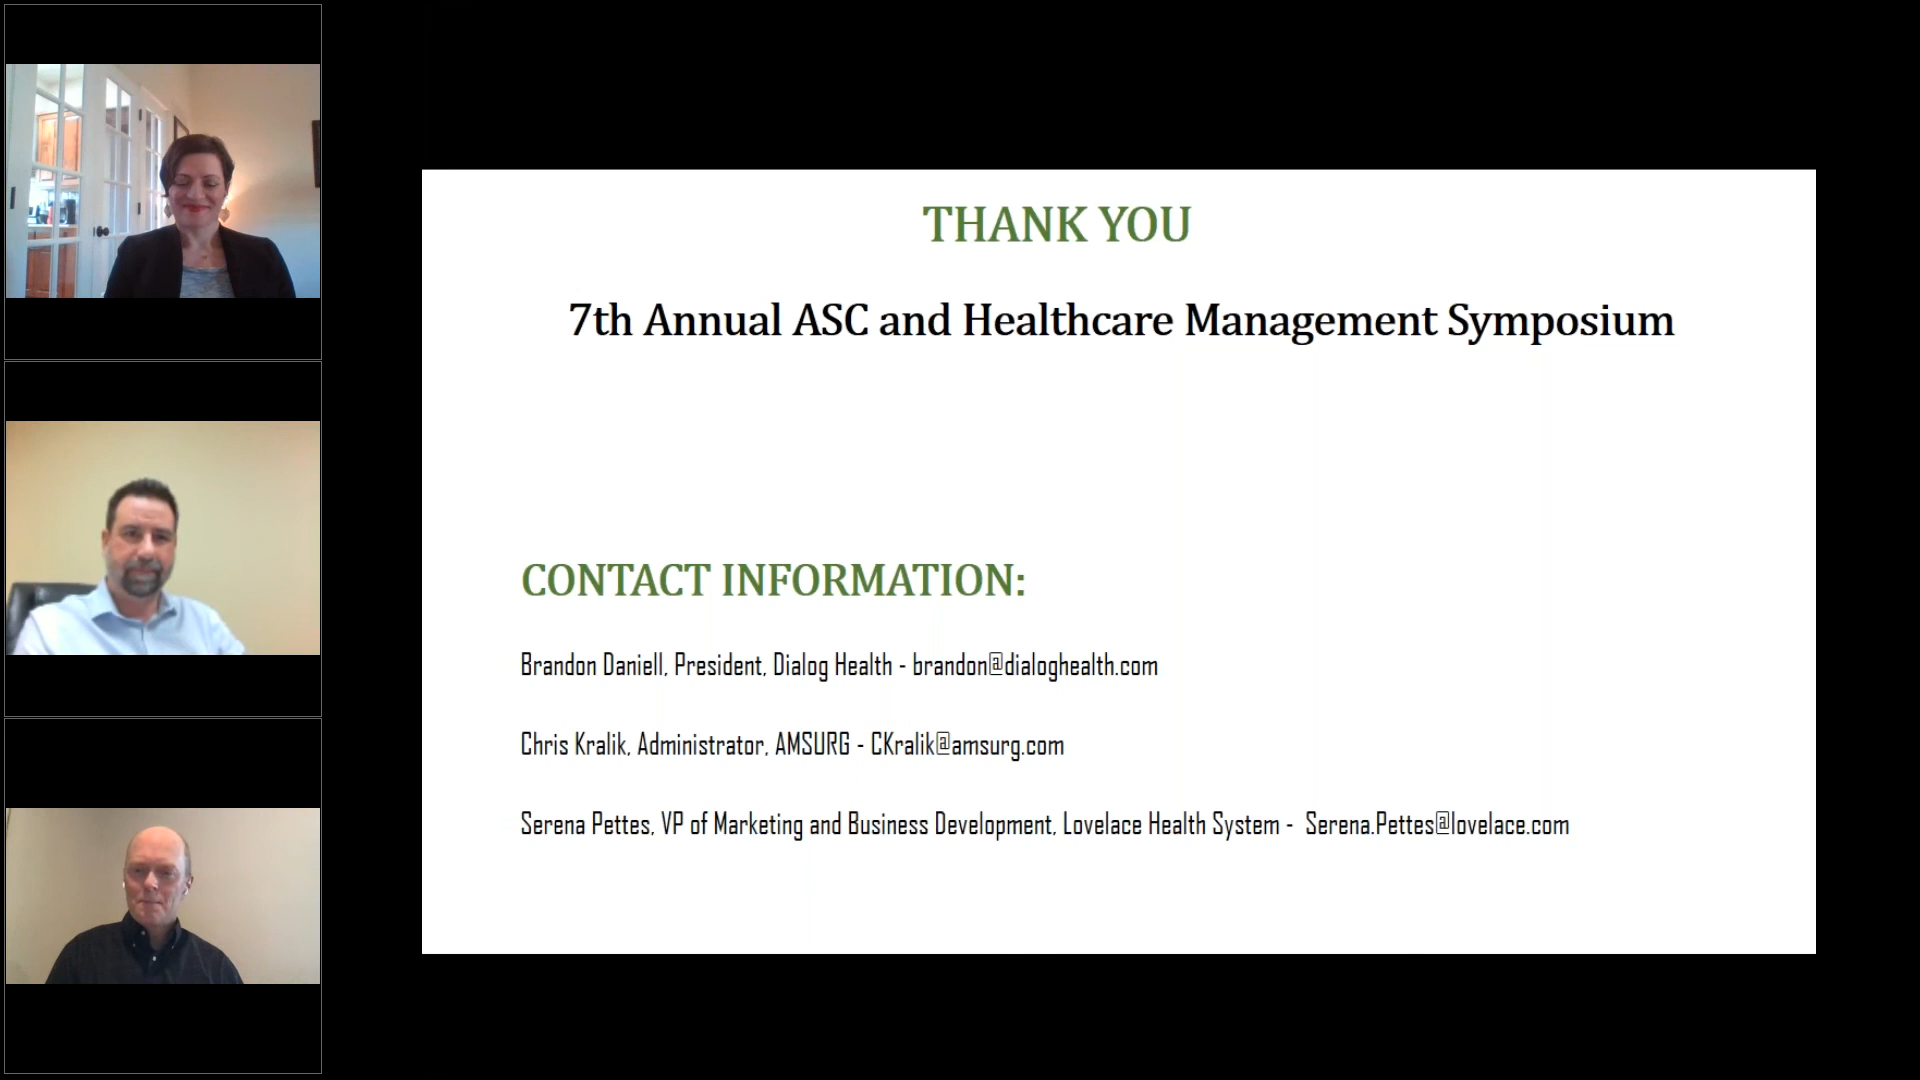 THANK YOU
7th Annual ASC and Healthcare Management Symposium
CONTACT INFORMATION:
Brandon Daniell, President, Dialog Health - brandon@dialoghealth.com
Chris Kralik, Administrator, AMSURG - CKralik@amsurg.com
Serena Pettes, VP of Marketing and Business Development, Lovelace Health System - Serena.Pettes@lovelace.com